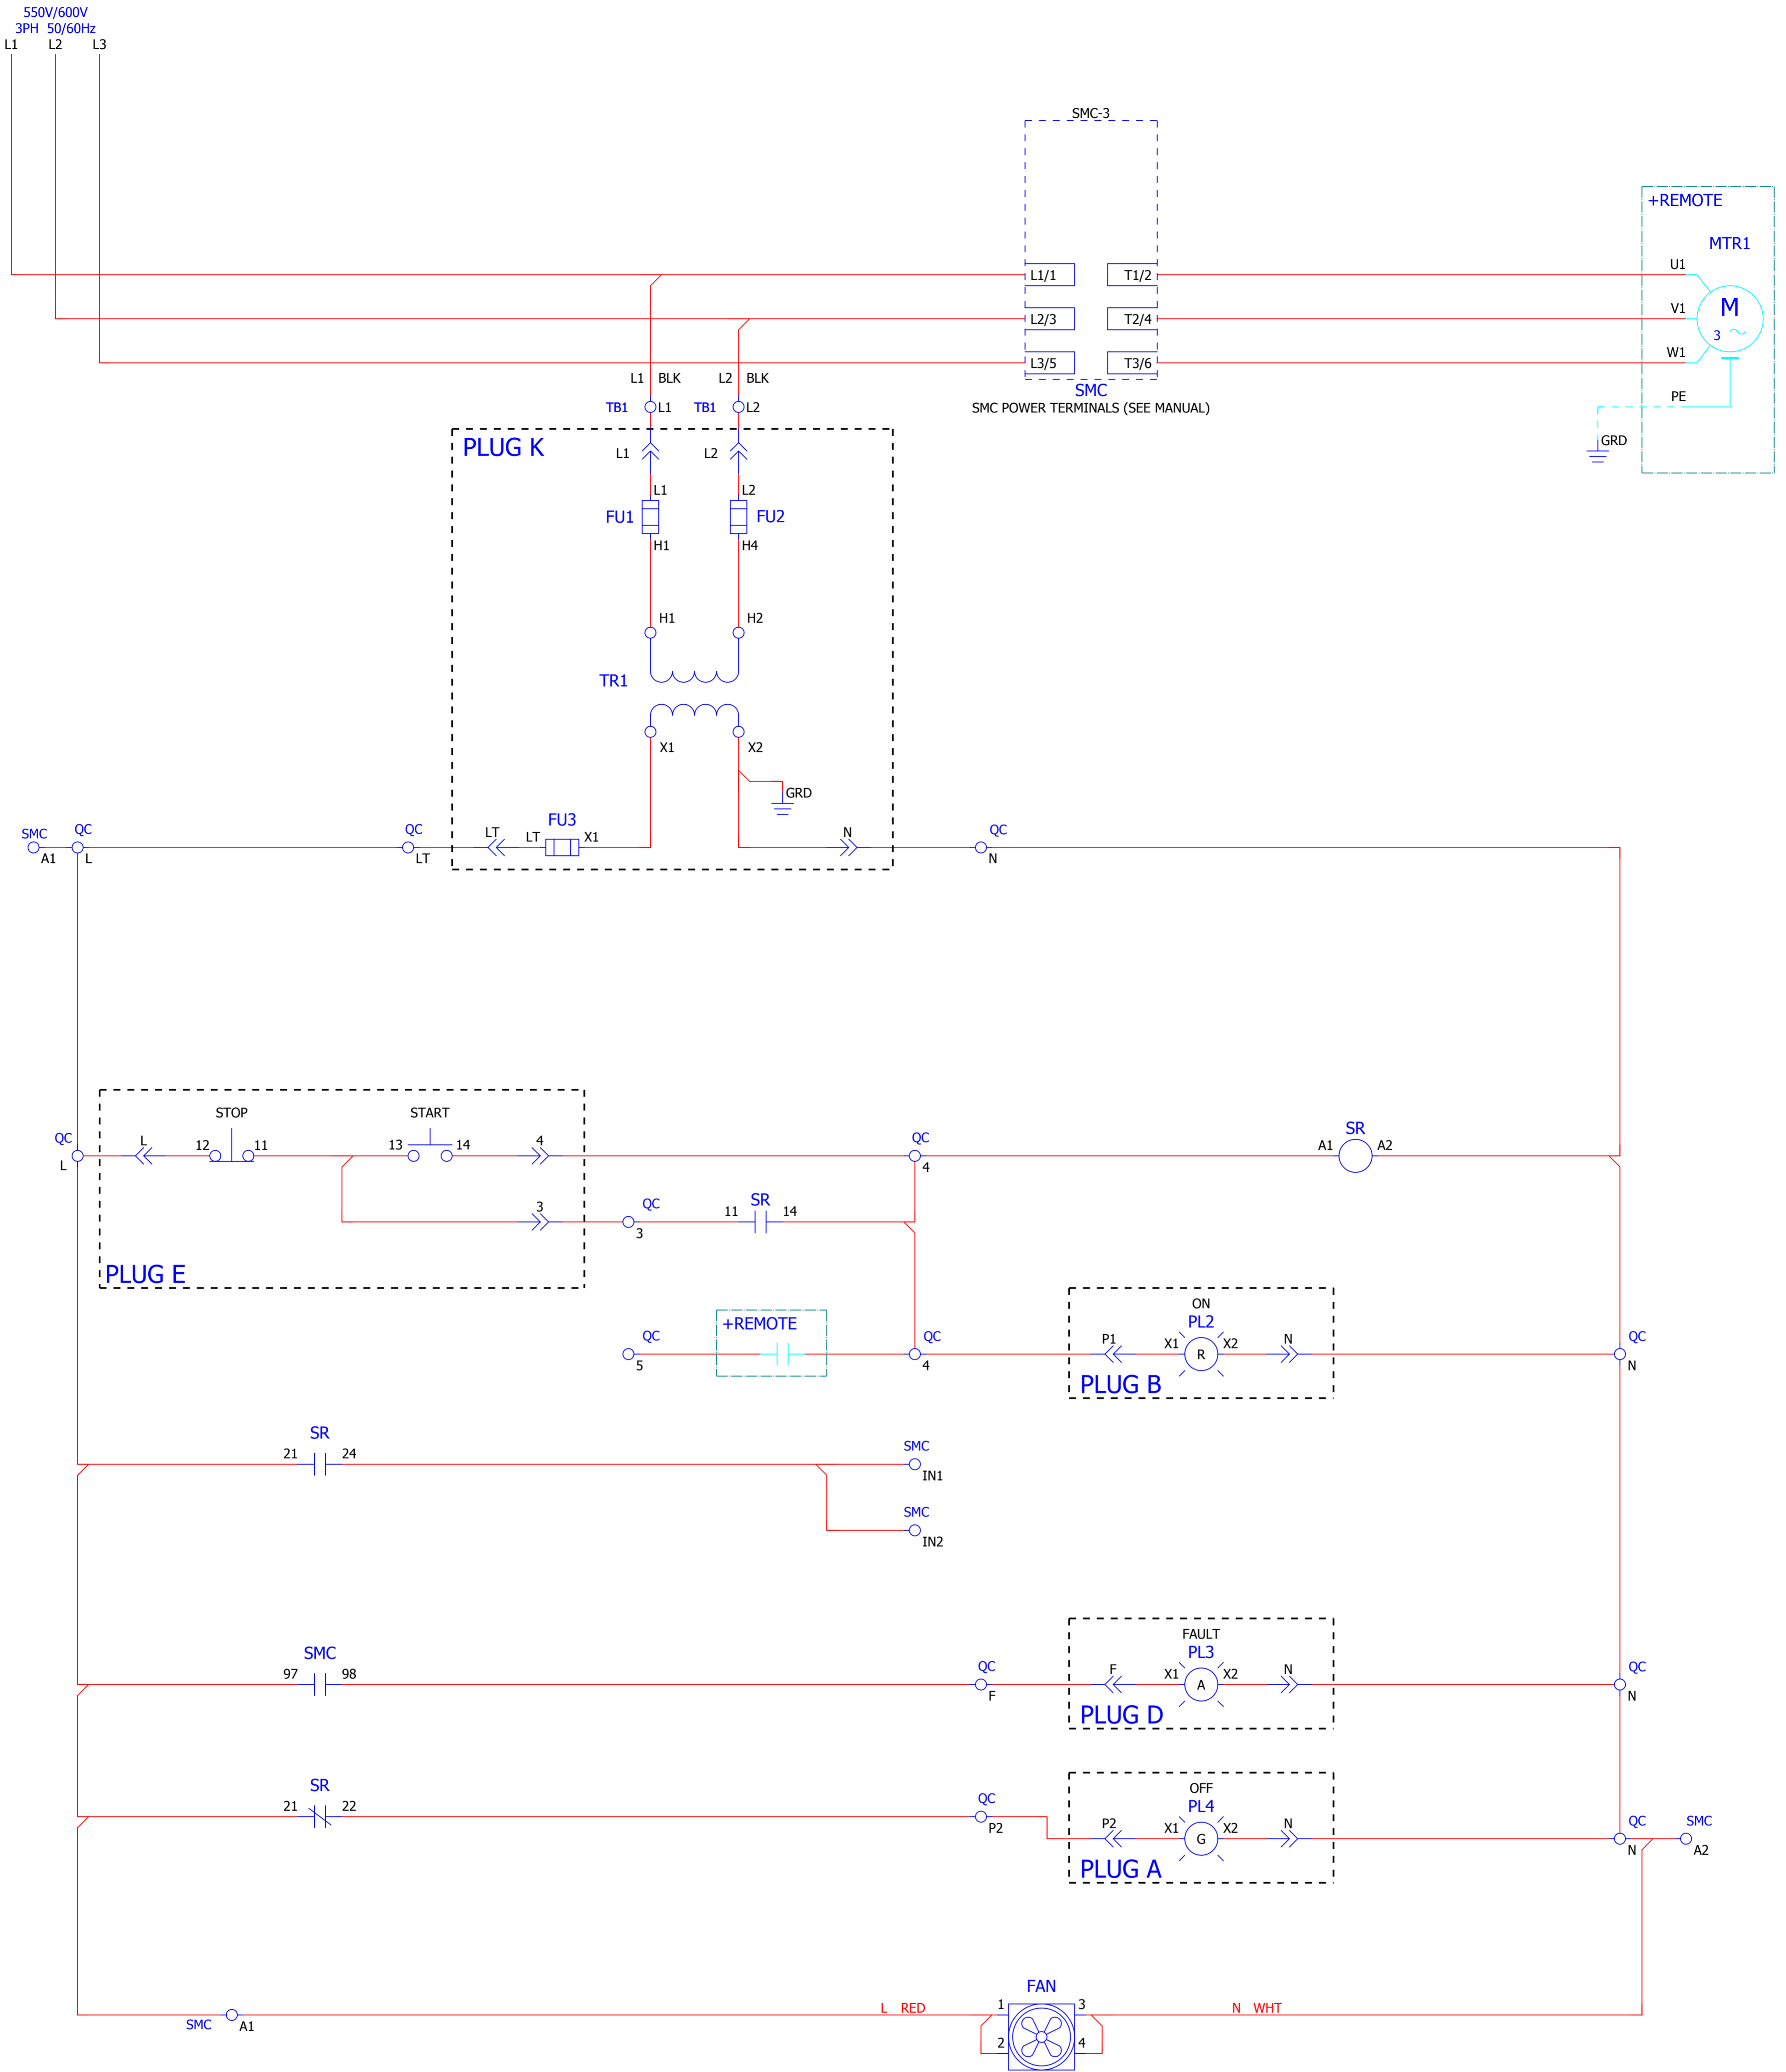 550V/600V
3PH 50/60Hz
L1 L2 L3
SMC-3
+REMOTE
MTR1
L1/1 T1/2 U1
M
3
L2/3 T2/4 V1
L3/5 T3/6 W1
L1 BLK L2 BLK
SMC
SMC POWER TERMINALS (SEE MANUAL)
PE
TB1 L1 TB1 L2
GRD
PLUG K
L1 L2
L1 L2
FU1 FU2
H1 H4
H1 H2
TR1
X1 X2
GRD
SMC QC QC LT LT FU3 X1 N QC
A1 L LT N
STOP START
QC L 12 11 13 14 4 QC SR A1 A2
L 4
3 QC 11 SR 14
3
PLUG E
ON
+REMOTE PL2
QC QC P1 X1 R X2 N QC
5 4 N
PLUG B
SR
21 24 SMC
IN1
SMC
IN2
FAULT
SMC PL3
97 98 QC F X1 A X2 N QC
F N
PLUG D
OFF
SR PL4
21 22 QC P2 X1 G X2 N QC SMC
P2 N A2
PLUG A
FAN
L RED 1 3 N WHT
SMC A1
2 4